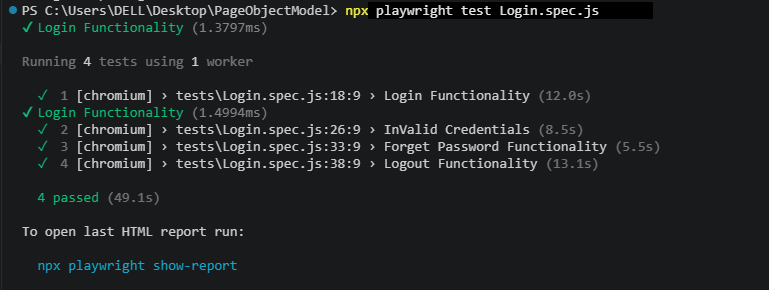 PS C:\Users\DELL\Desktop\PageObjectModel> npx playwright test Login.spec.js
✔ Login Functionality (1.3797ms)
Running 4 tests using 1 worker
✓ 1 [chromium] › tests\Login.spec.js:18:9 › Login Functionality (12.0s)
✔ Login Functionality (1.4994ms)
✓ 2 [chromium] › tests\Login.spec.js:26:9 › InValid Credentials (8.5s)
✓ 3 [chromium] › tests\Login.spec.js:33:9 › Forget Password Functionality (5.5s)
✓ 4 [chromium] › tests\Login.spec.js:38:9 › Logout Functionality (13.1s)
4 passed (49.1s)
To open last HTML report run:
npx playwright show-report